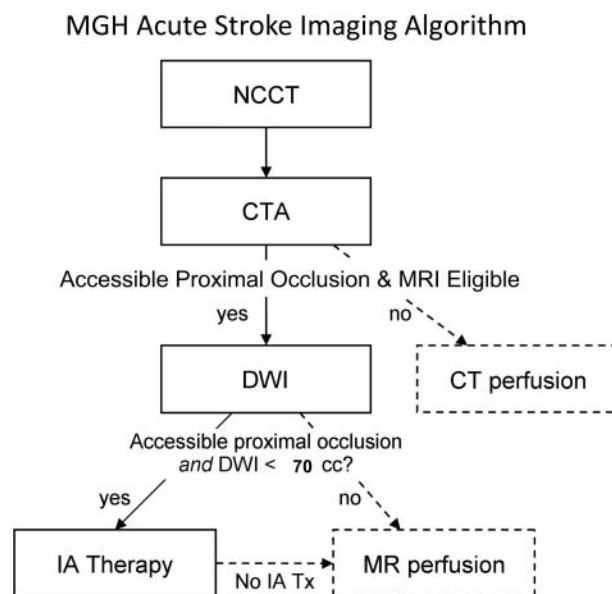 MGH Acute Stroke Imaging Algorithm
NCCT
CTA
Accessible Proximal Occlusion & MRI Eligible
yes
no
DWI
CT perfusion
Accessible proximal occlusion
and DWI < 70 cc?
yes
no
IA Therapy
No IA Tx
MR perfusion